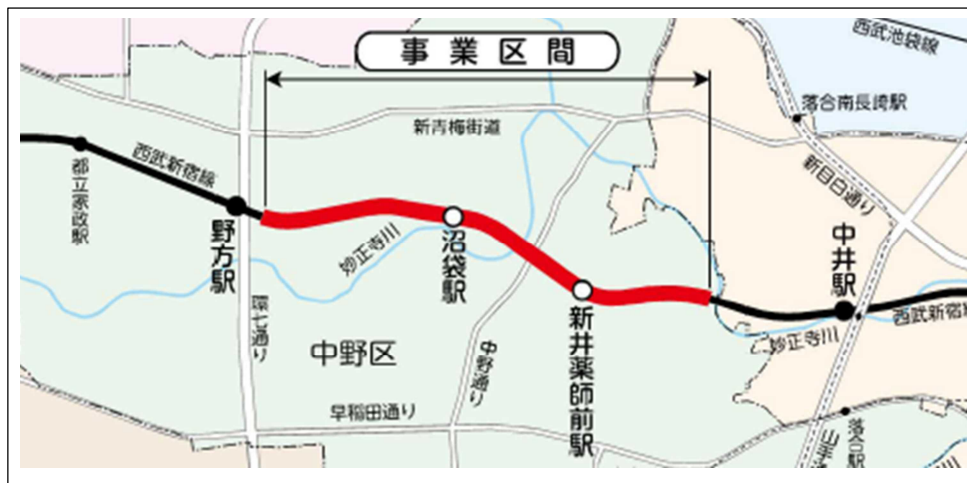 事業区間
西武池袋線
落合南長崎駅
新青梅街道
新目白通り
西武新宿線
都立家政駅
野方駅
沼袋駅
妙正寺川
中井駅
新井薬師前駅
西武新宿線
妙正寺川
環七通り
中野区
中野通り
早稲田通り
落合駅